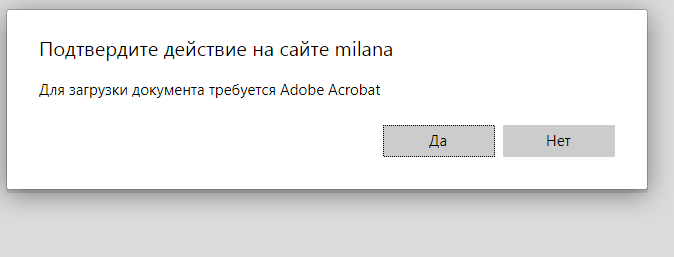 Подтвердите действие на сайте milana
Для загрузки документа требуется Adobe Acrobat
Да Нет